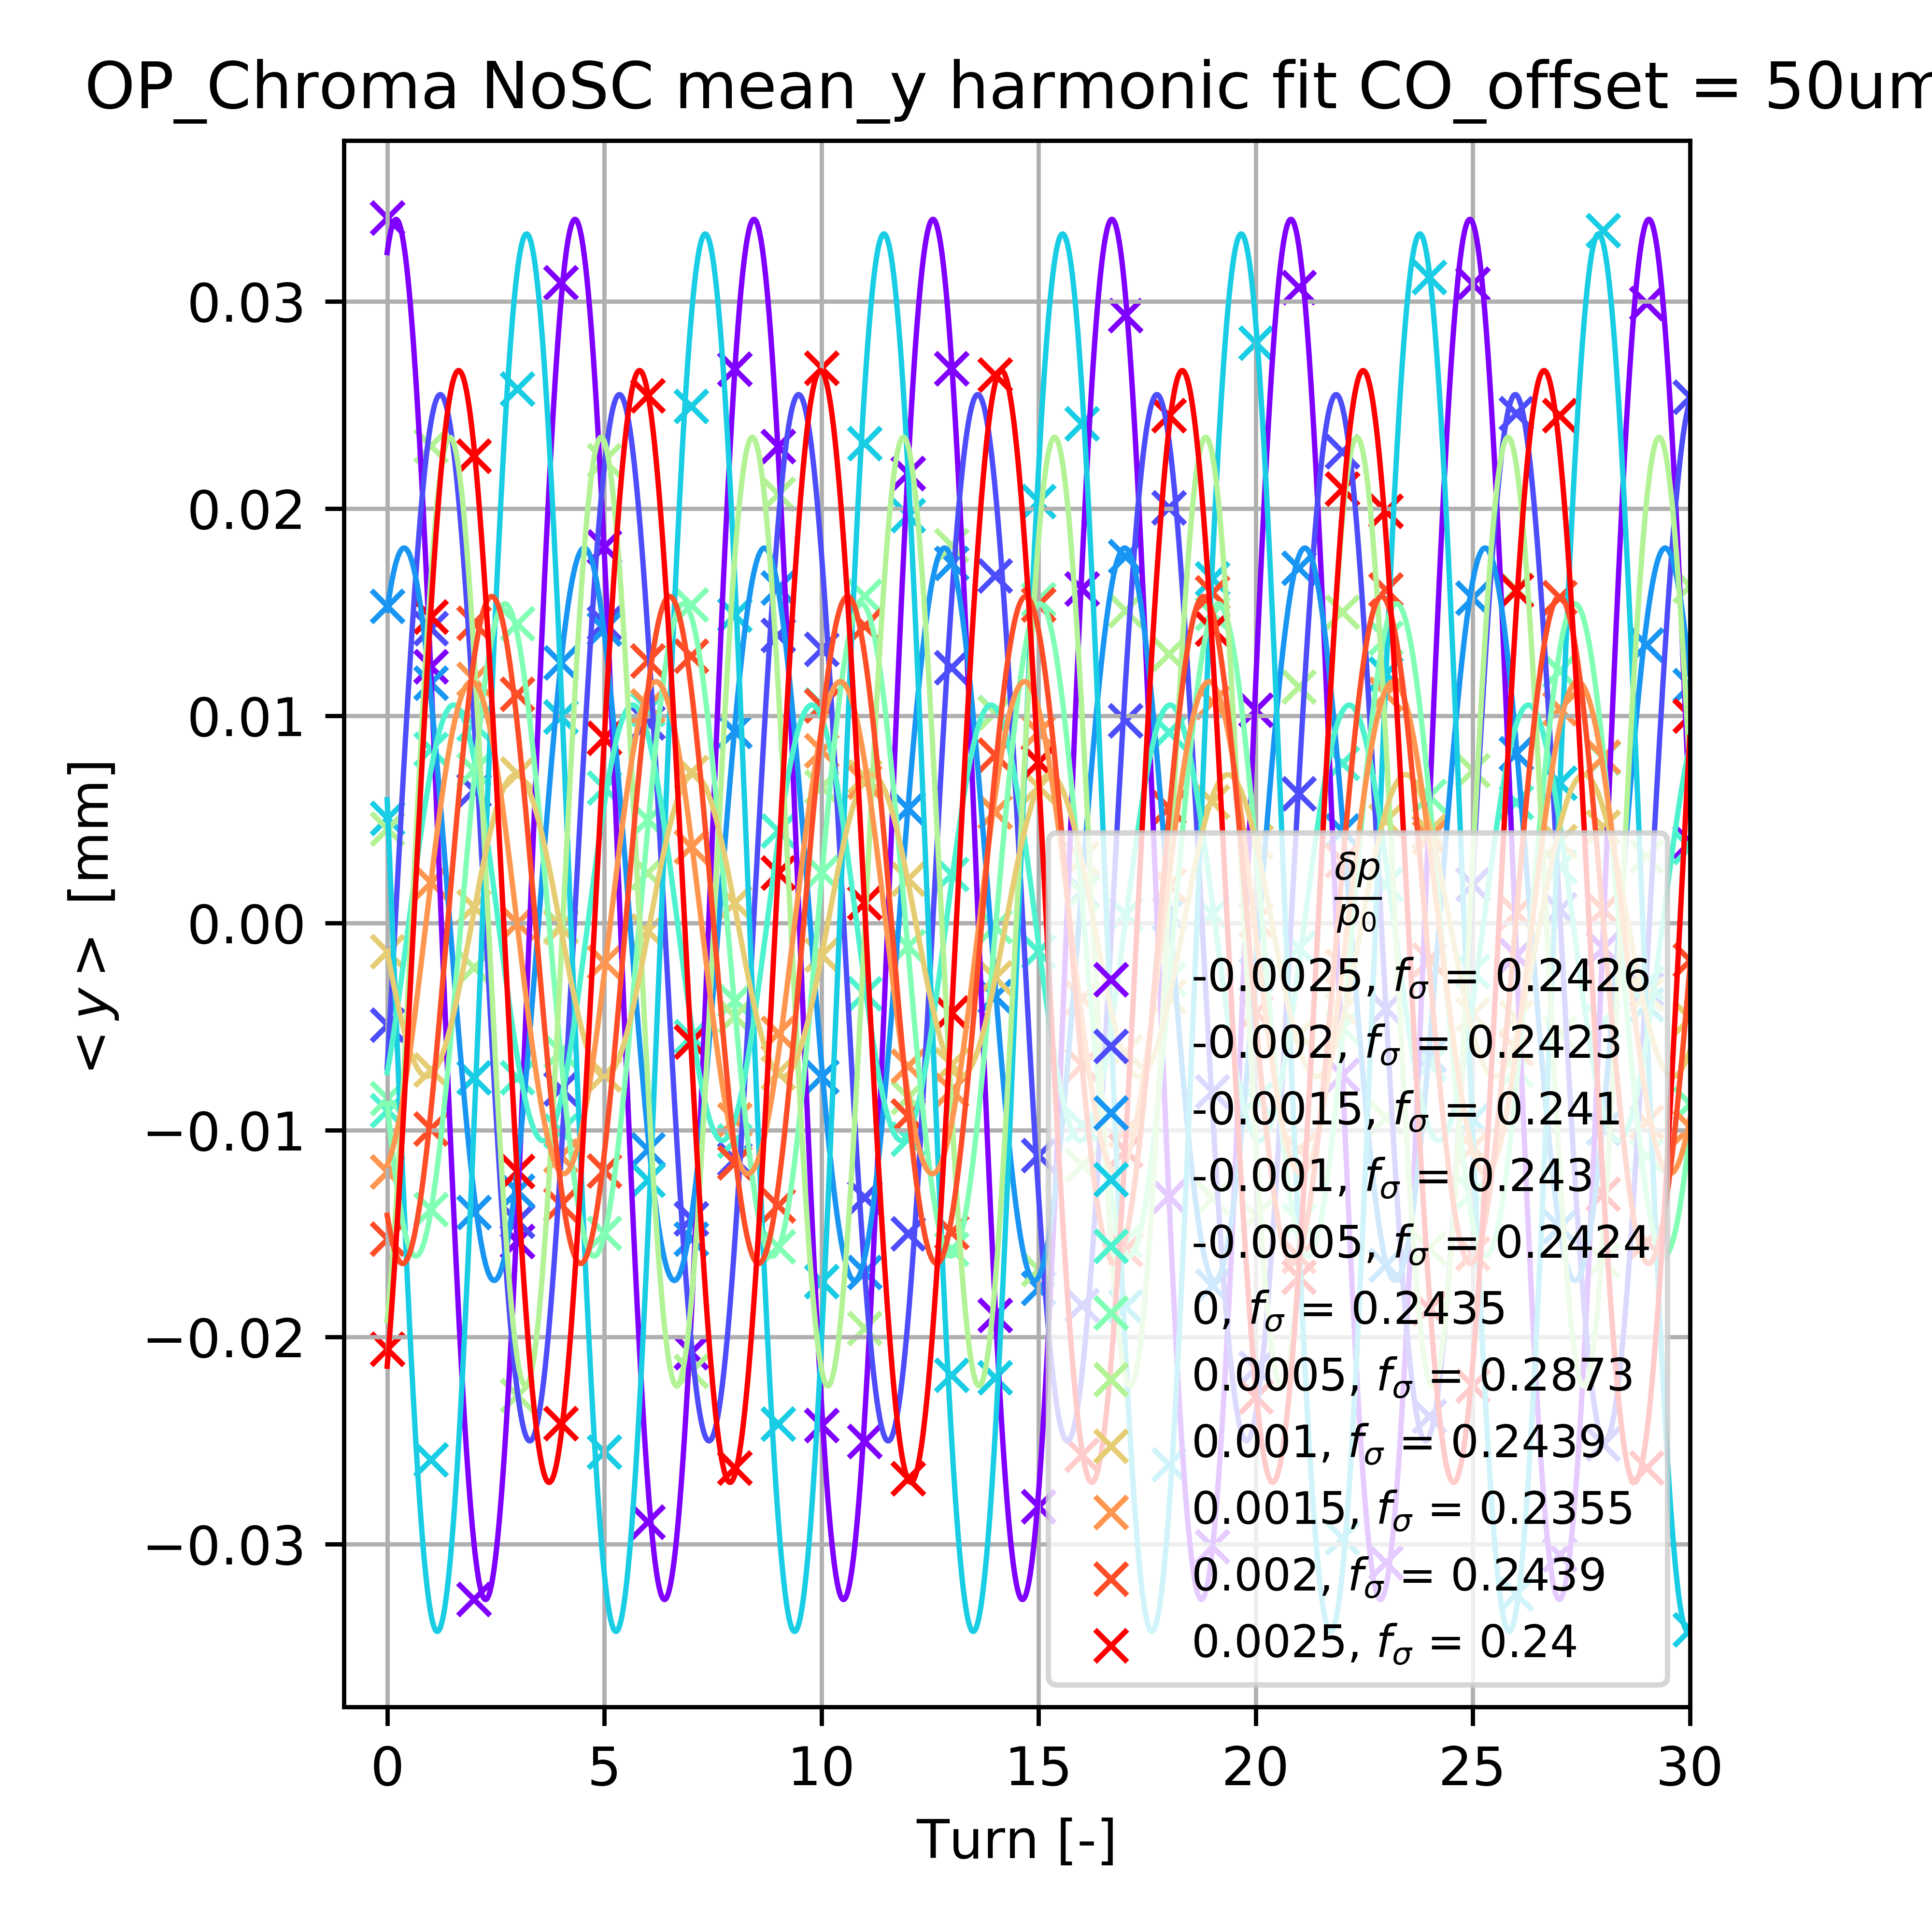 OP_Chroma NoSC mean_y harmonic fit CO_offset = 50um
0.03
0.02
0.01
0.00
−0.01
−0.02
−0.03
< y > [mm]
0 5 10 15 20 25 30
Turn [-]
δp
p₀
-0.0025, fσ = 0.2426
-0.002, fσ = 0.2423
-0.0015, fσ = 0.241
-0.001, fσ = 0.243
-0.0005, fσ = 0.2424
0, fσ = 0.2435
0.0005, fσ = 0.2873
0.001, fσ = 0.2439
0.0015, fσ = 0.2355
0.002, fσ = 0.2439
0.0025, fσ = 0.24